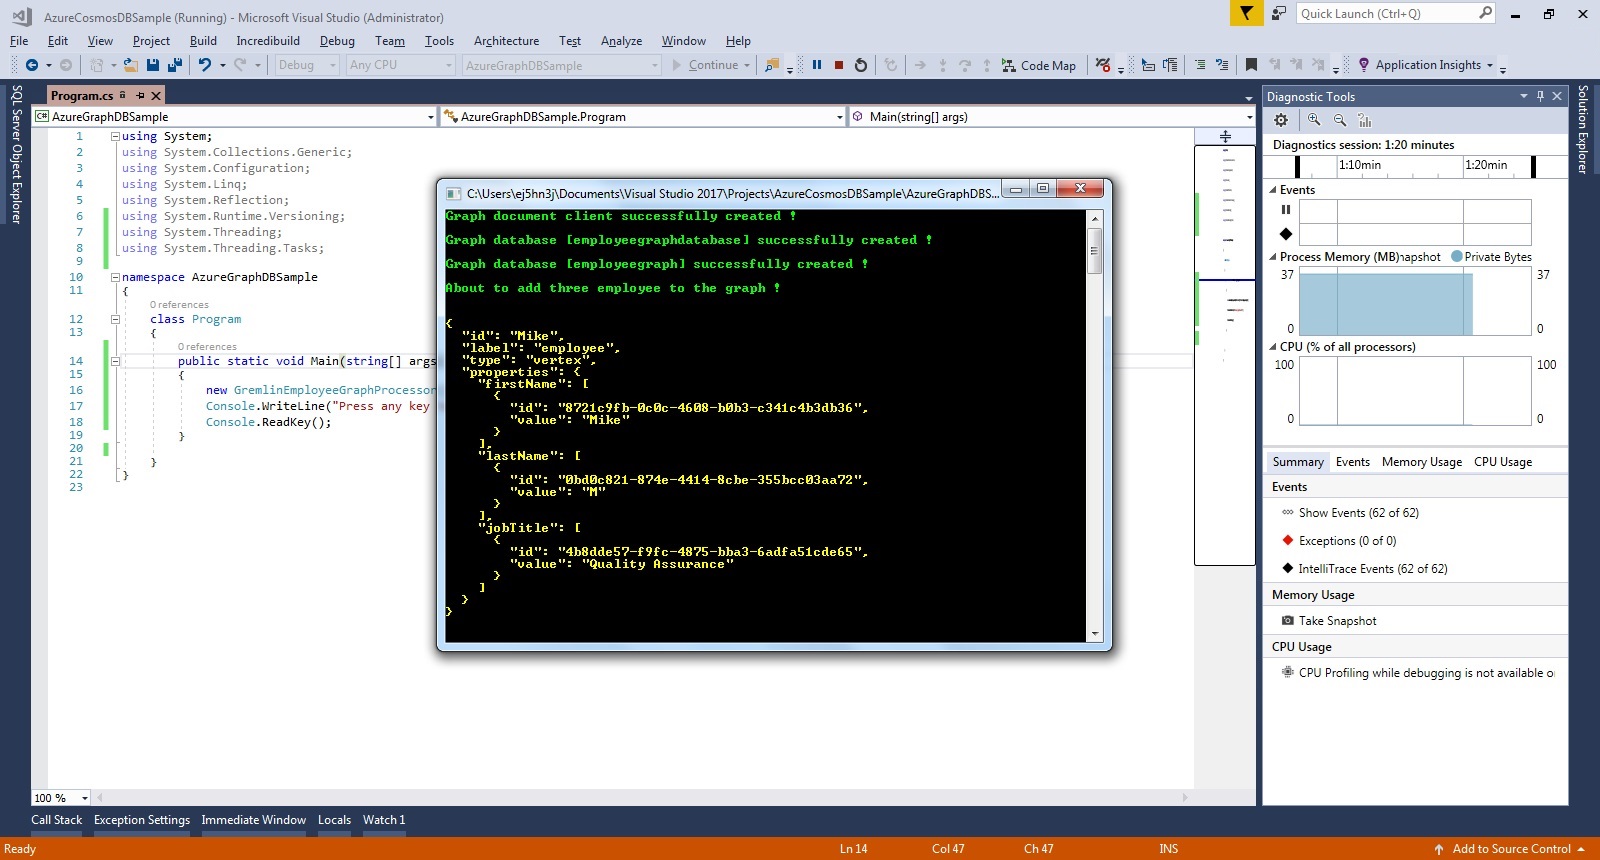 AzureCosmosDBSample (Running) - Microsoft Visual Studio (Administrator)
Quick Launch (Ctrl+Q)
File Edit View Project Build Incredibuild Debug Team Tools Architecture Test Analyze Window Help
Debug Any CPU AzureGraphDBSample Continue Code Map Application Insights
SQL Server Object Explorer
Program.cs
AzureGraphDBSample AzureGraphDBSample.Program Main(string[] args)
1 using System;
2 using System.Collections.Generic;
3 using System.Configuration;
4 using System.Linq;
5 using System.Reflection;
6 using System.Runtime.Versioning;
7 using System.Threading;
8 using System.Threading.Tasks;
9
10 namespace AzureGraphDBSample
11 {
0 references
12 class Program
13 {
0 references
14 public static void Main(string[] args
15 {
16 new GremlinEmployeeGraphProcessor
17 Console.WriteLine("Press any key
18 Console.ReadKey();
19 }
20
21 }
22 }
23
C:\Users\ej5hn3j\Documents\Visual Studio 2017\Projects\AzureCosmosDBSample\AzureGraphDBS...
Graph document client successfully created !
Graph database [employeegraphdatabase] successfully created !
Graph database [employeegraph] successfully created !
About to add three employee to the graph !
{
"id": "Mike",
"label": "employee",
"type": "vertex",
"properties": {
"firstName": [
{
"id": "8721c9fb-0c0c-4608-b0b3-c341c4b3db36",
"value": "Mike"
}
],
"lastName": [
{
"id": "0bd0c821-874e-4414-8cbe-355bcc03aa72",
"value": "M"
}
],
"jobTitle": [
{
"id": "4b8dde57-f9fc-4875-bba3-6adfa51cde65",
"value": "Quality Assurance"
}
]
}
}
Diagnostic Tools
Diagnostics session: 1:20 minutes
1:10min 1:20min
Events
Process Memory (MB) napshot Private Bytes
37 37
0 0
CPU (% of all processors)
100 100
0 0
Summary Events Memory Usage CPU Usage
Events
Show Events (62 of 62)
Exceptions (0 of 0)
IntelliTrace Events (62 of 62)
Memory Usage
Take Snapshot
CPU Usage
CPU Profiling while debugging is not available o
Solution Explorer
100 %
Call Stack Exception Settings Immediate Window Locals Watch 1
Ready Ln 14 Col 47 Ch 47 INS Add to Source Control